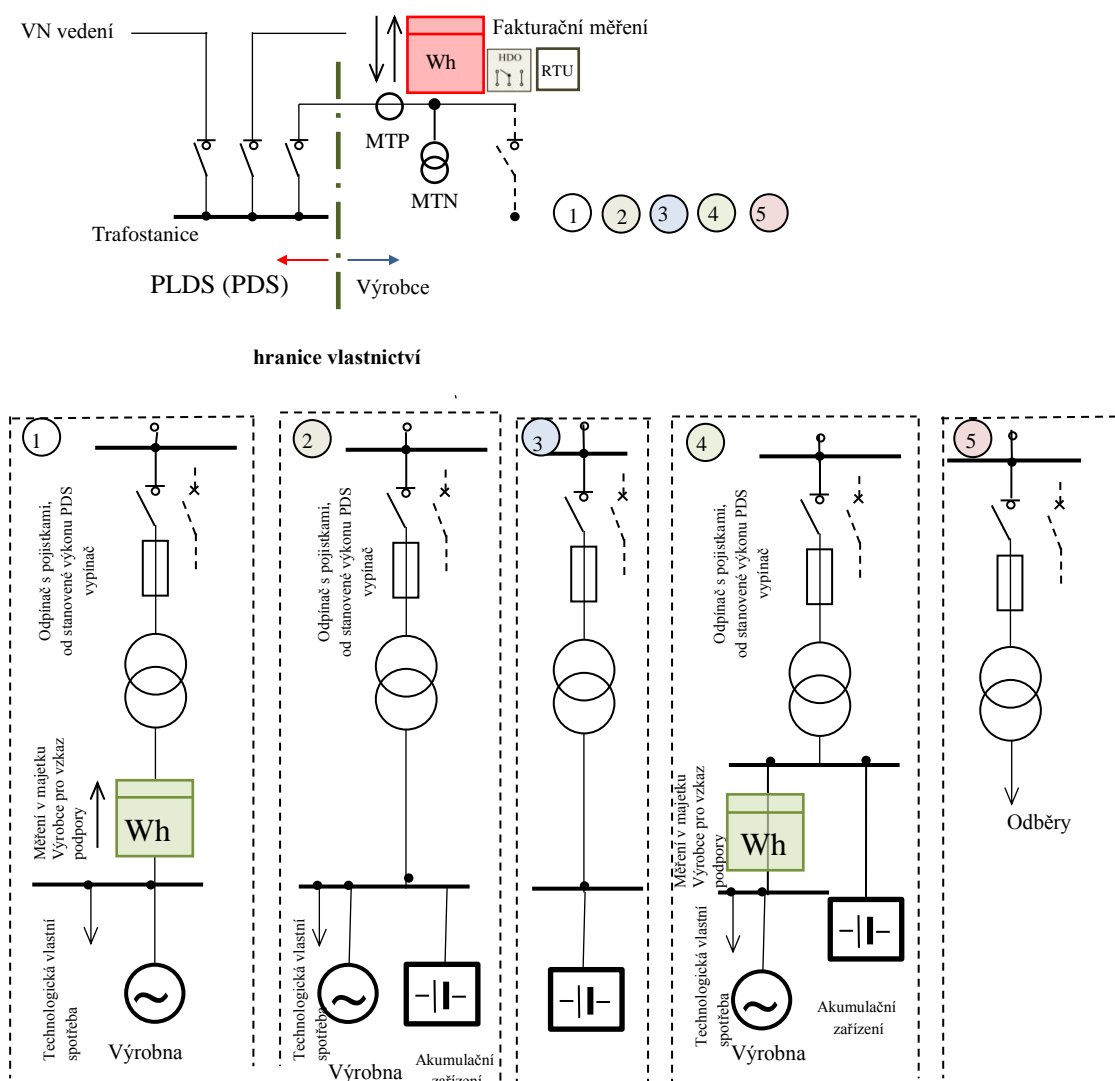 VN vedení
Fakturační měření
Wh
HDO
RTU
MTP
MTN
1
2
3
4
5
Trafostanice
PLDS (PDS)
Výrobce
hranice vlastnictví
1
Odpínač s pojistkami,
od stanovené výkonu PDS
vypínač
Měření v majetku
Výrobce pro vzkaz
podpory
Wh
Technologická vlastní
spotřeba
~
Výrobna
2
Odpínač s pojistkami,
od stanovené výkonu PDS
vypínač
Technologická vlastní
spotřeba
~
Výrobna
Akumulační
zařízení
3
4
Odpínač s pojistkami,
od stanovené výkonu PDS
vypínač
Měření v majetku
Výrobce pro vzkaz
podpory
Wh
Technologická vlastní
spotřeba
~
Výrobna
Akumulační
zařízení
5
Odběry